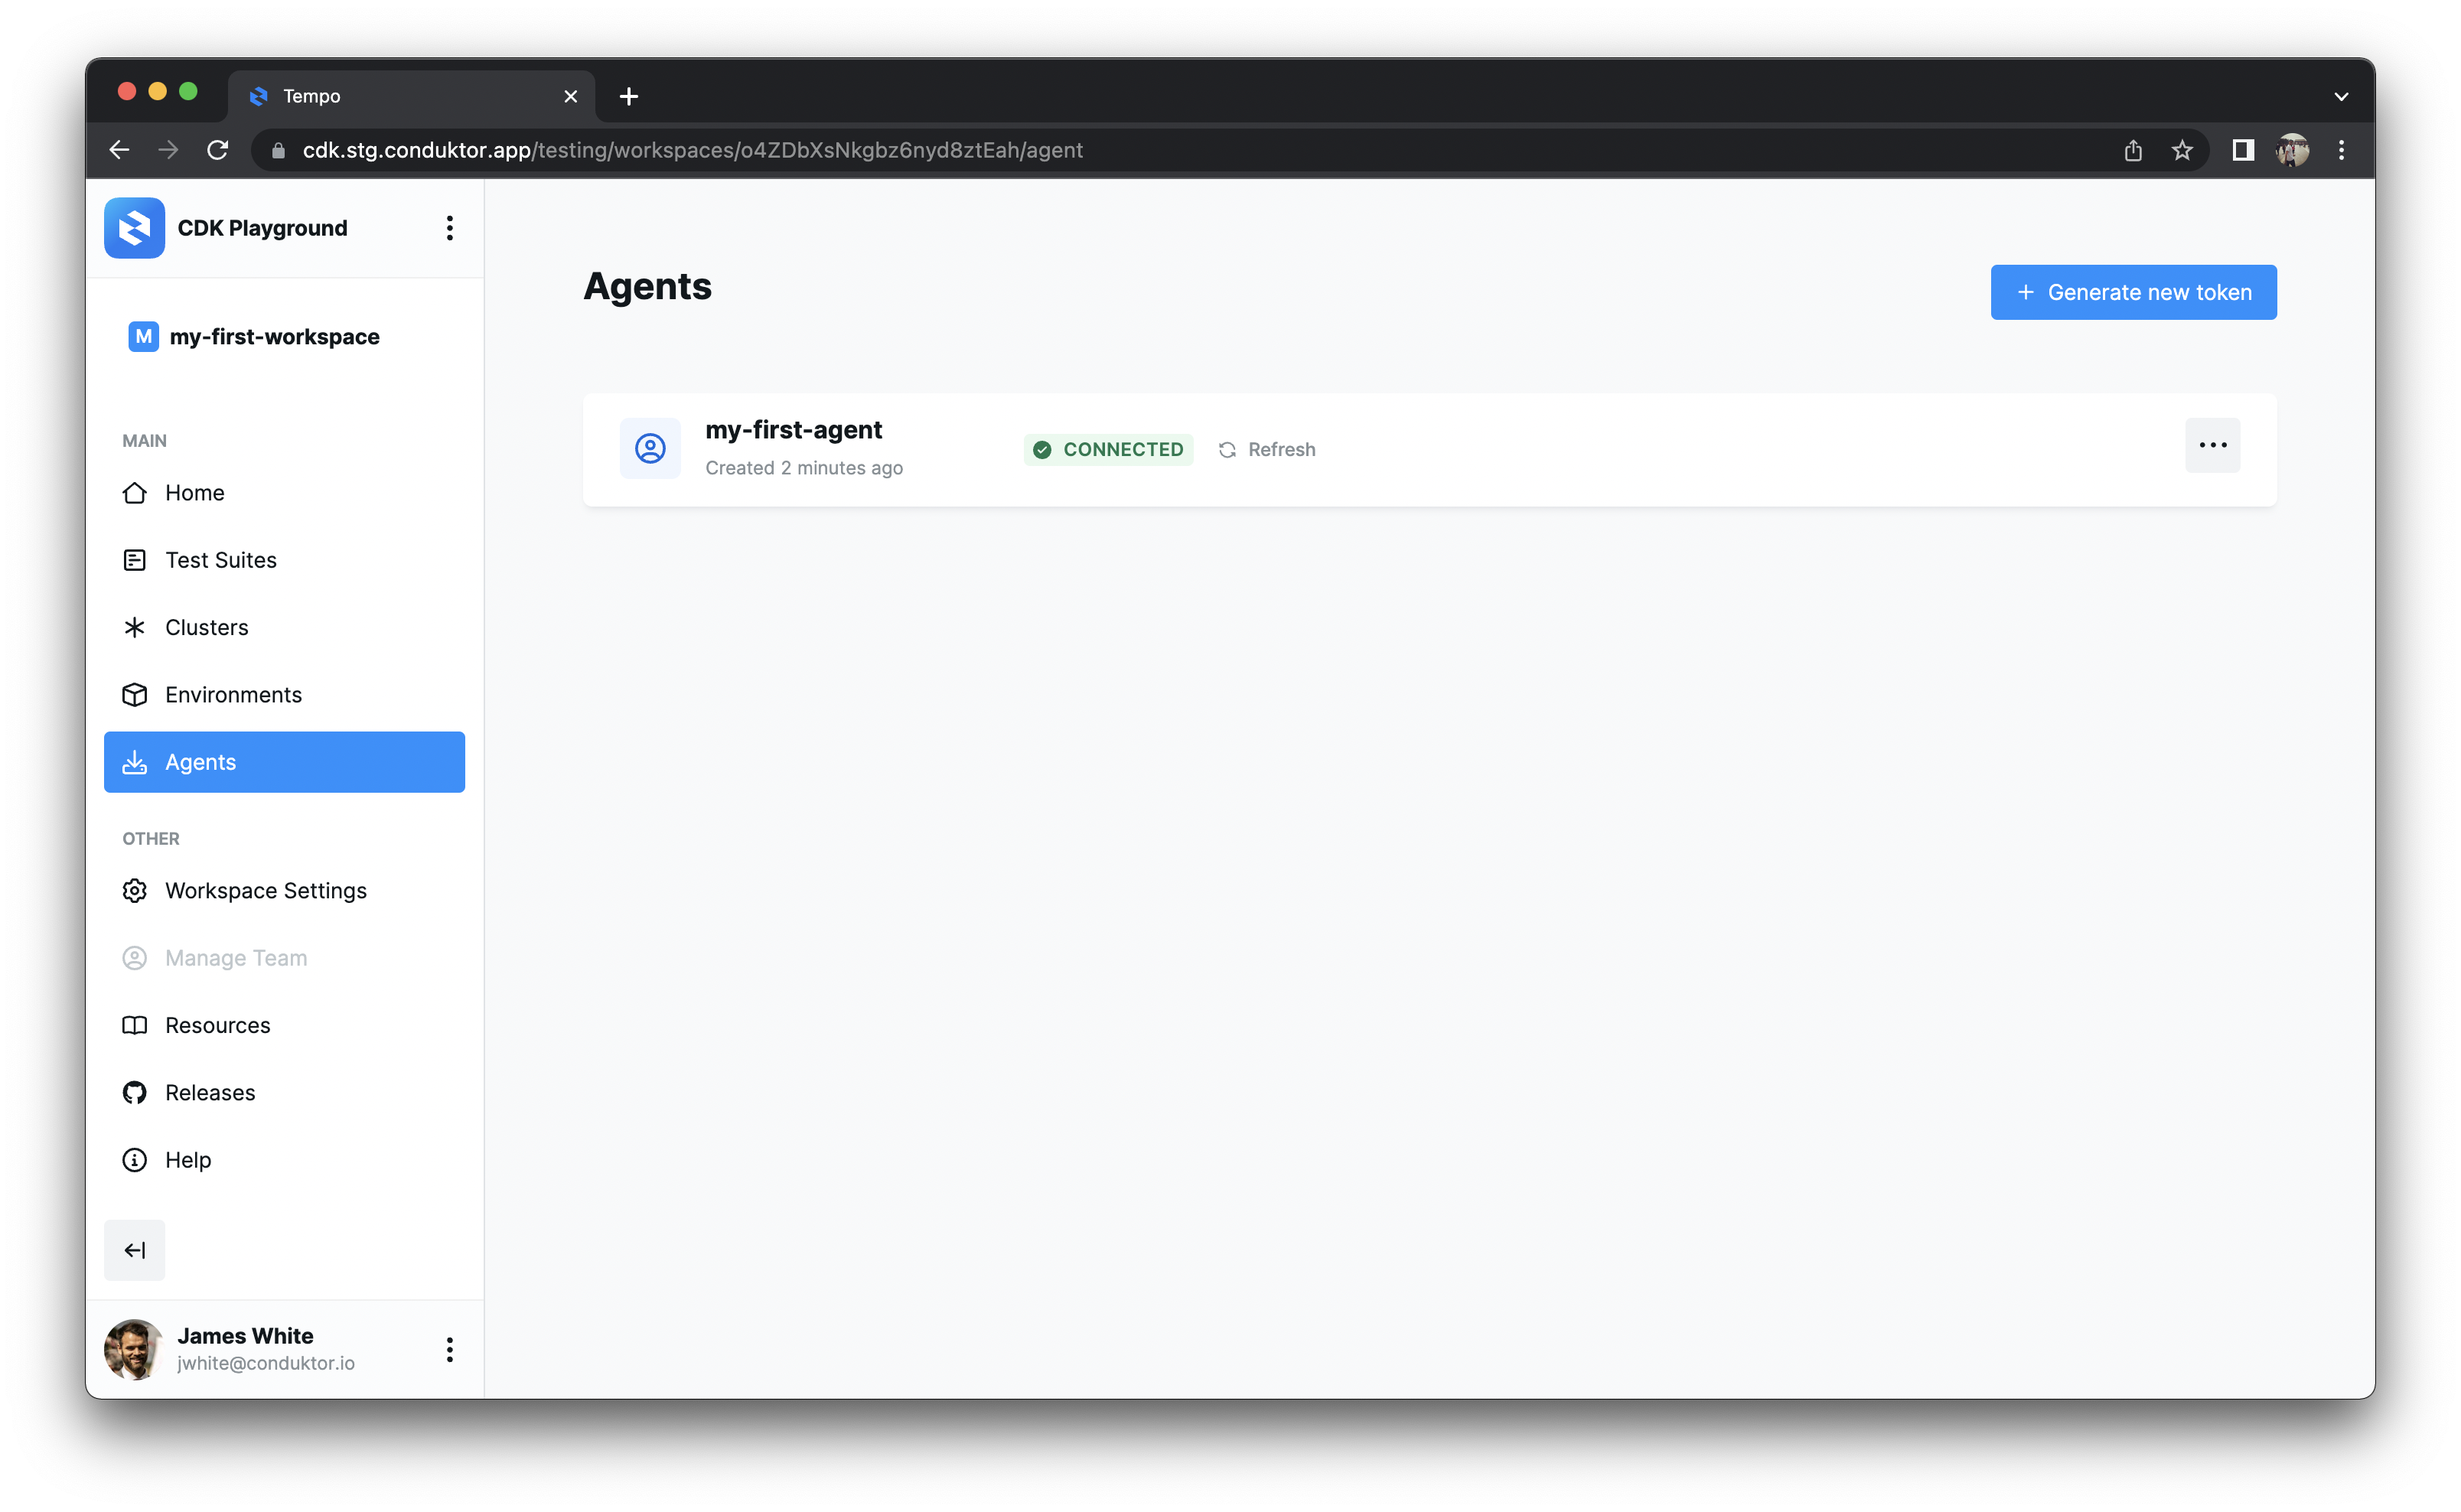 Tempo
cdk.stg.conduktor.app/testing/workspaces/o4ZDbXsNkgbz6nyd8ztEah/agent
CDK Playground
M my-first-workspace
MAIN
Home
Test Suites
Clusters
Environments
Agents
OTHER
Workspace Settings
Manage Team
Resources
Releases
Help
James White
jwhite@conduktor.io
Agents
+ Generate new token
my-first-agent
Created 2 minutes ago
CONNECTED
Refresh